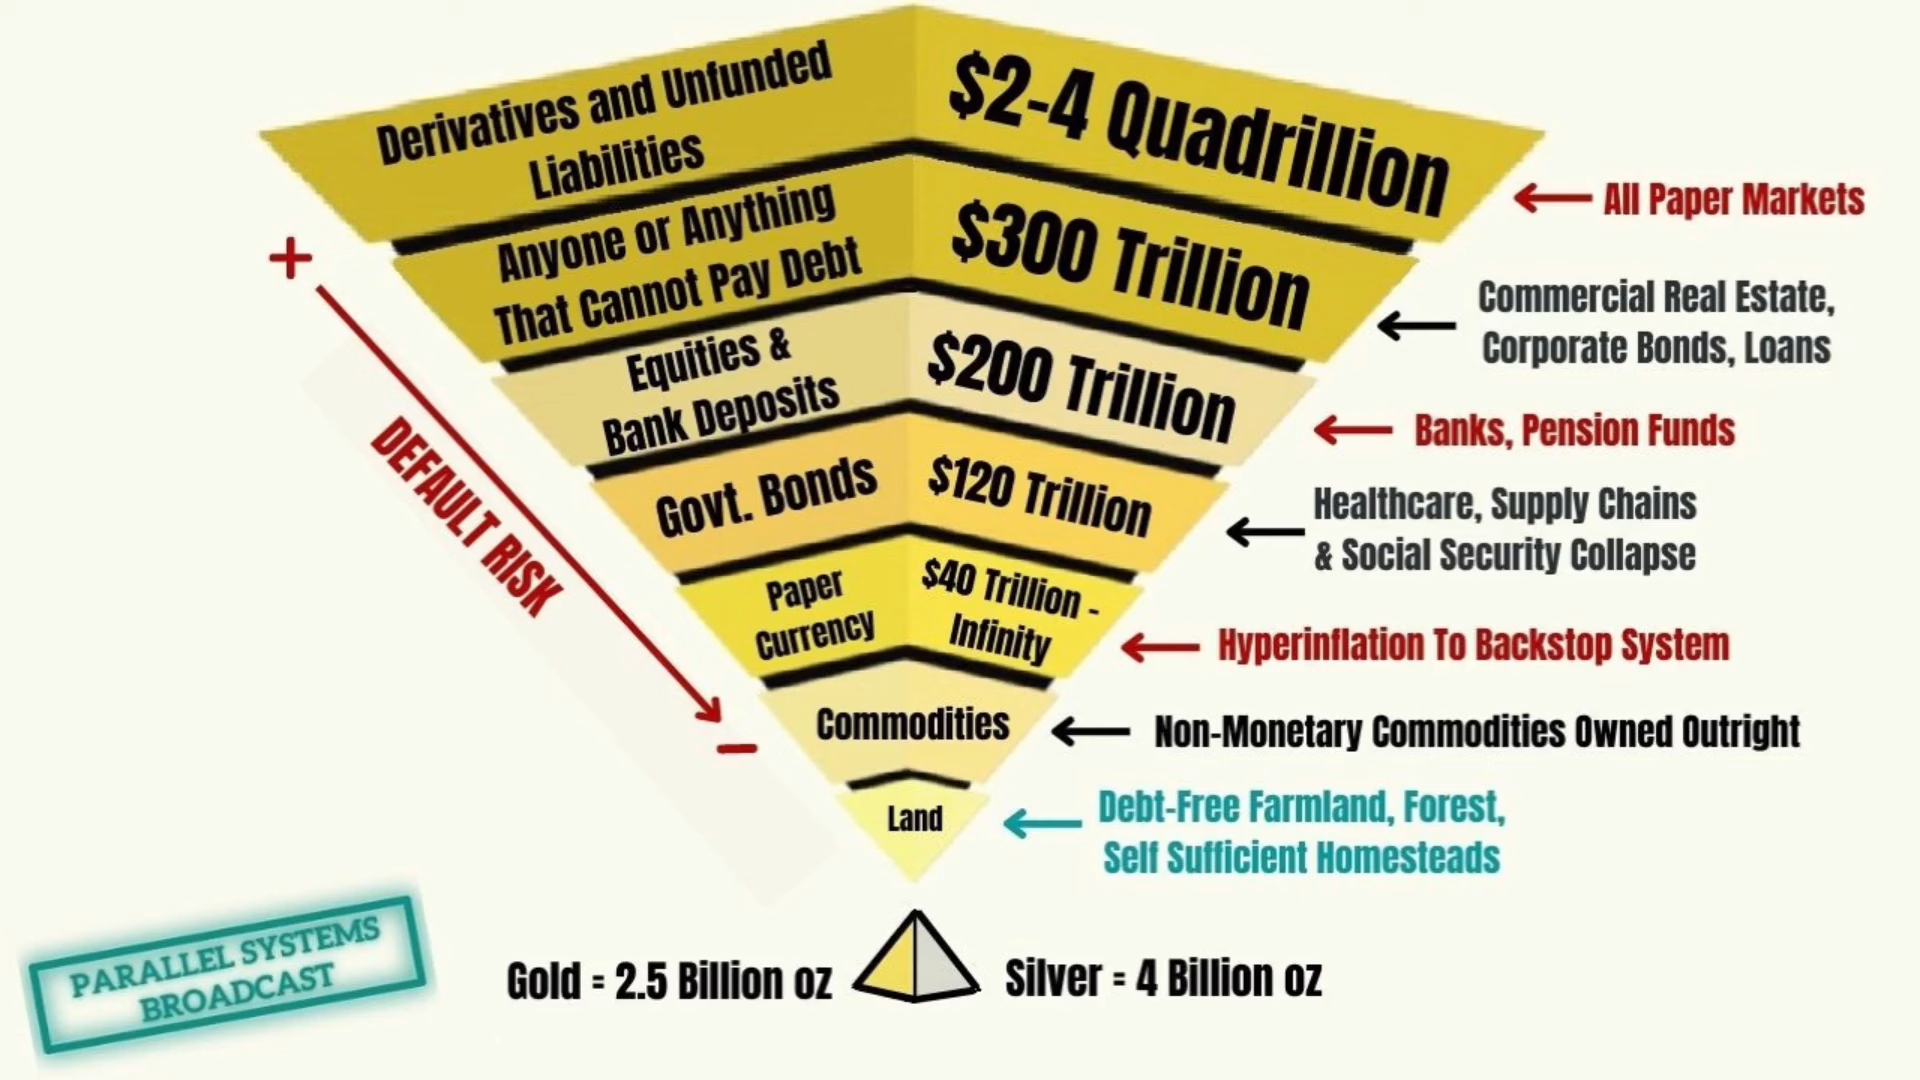 Derivatives and Unfunded
Liabilities
$2-4 Quadrillion
All Paper Markets
Anyone or Anything
That Cannot Pay Debt
$300 Trillion
Commercial Real Estate,
Corporate Bonds, Loans
Equities &
Bank Deposits
$200 Trillion
Banks, Pension Funds
Govt. Bonds
$120 Trillion
Healthcare, Supply Chains
& Social Security Collapse
Paper
Currency
$40 Trillion -
Infinity
Hyperinflation To Backstop System
Commodities
Non-Monetary Commodities Owned Outright
Land
Debt-Free Farmland, Forest,
Self Sufficient Homesteads
+
DEFAULT RISK
−
Gold = 2.5 Billion oz
Silver = 4 Billion oz
PARALLEL SYSTEMS
BROADCAST